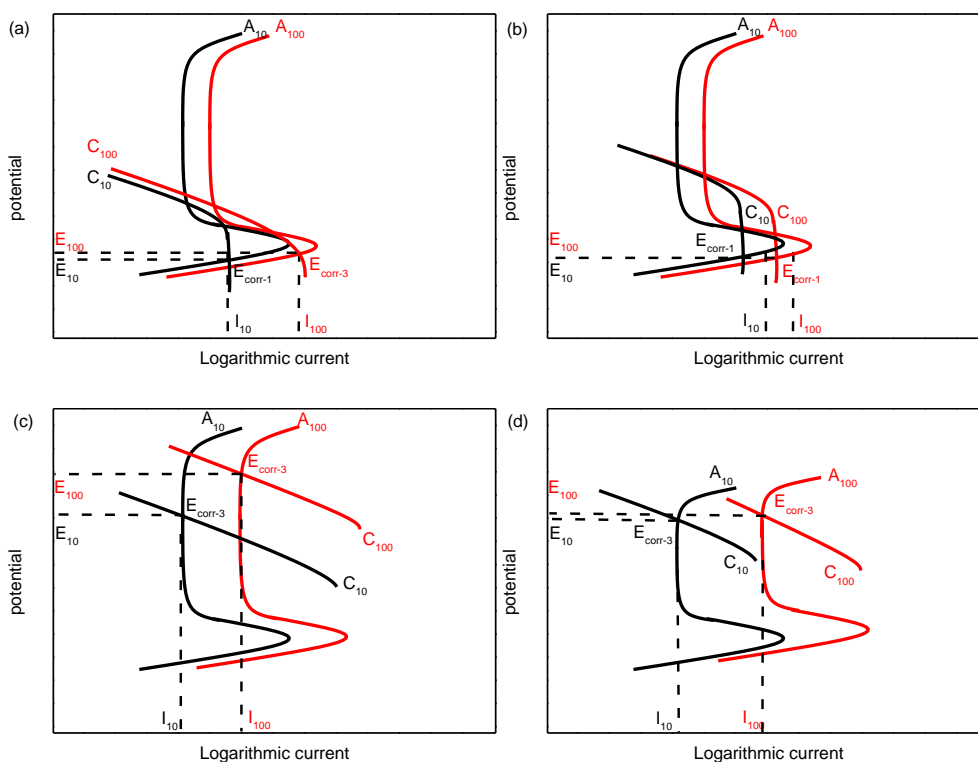 (a)
A10
A100
C100
C10
E100
E10
Ecorr-1
Ecorr-3
I10
I100
potential
Logarithmic current
(b)
A10
A100
C10
C100
E100
E10
Ecorr-1
Ecorr-1
I10
I100
potential
Logarithmic current
(c)
A10
A100
Ecorr-3
E100
Ecorr-3
E10
C100
C10
I10
I100
potential
Logarithmic current
(d)
A10
A100
E100
Ecorr-3
E10
Ecorr-3
C10
C100
I10
I100
potential
Logarithmic current